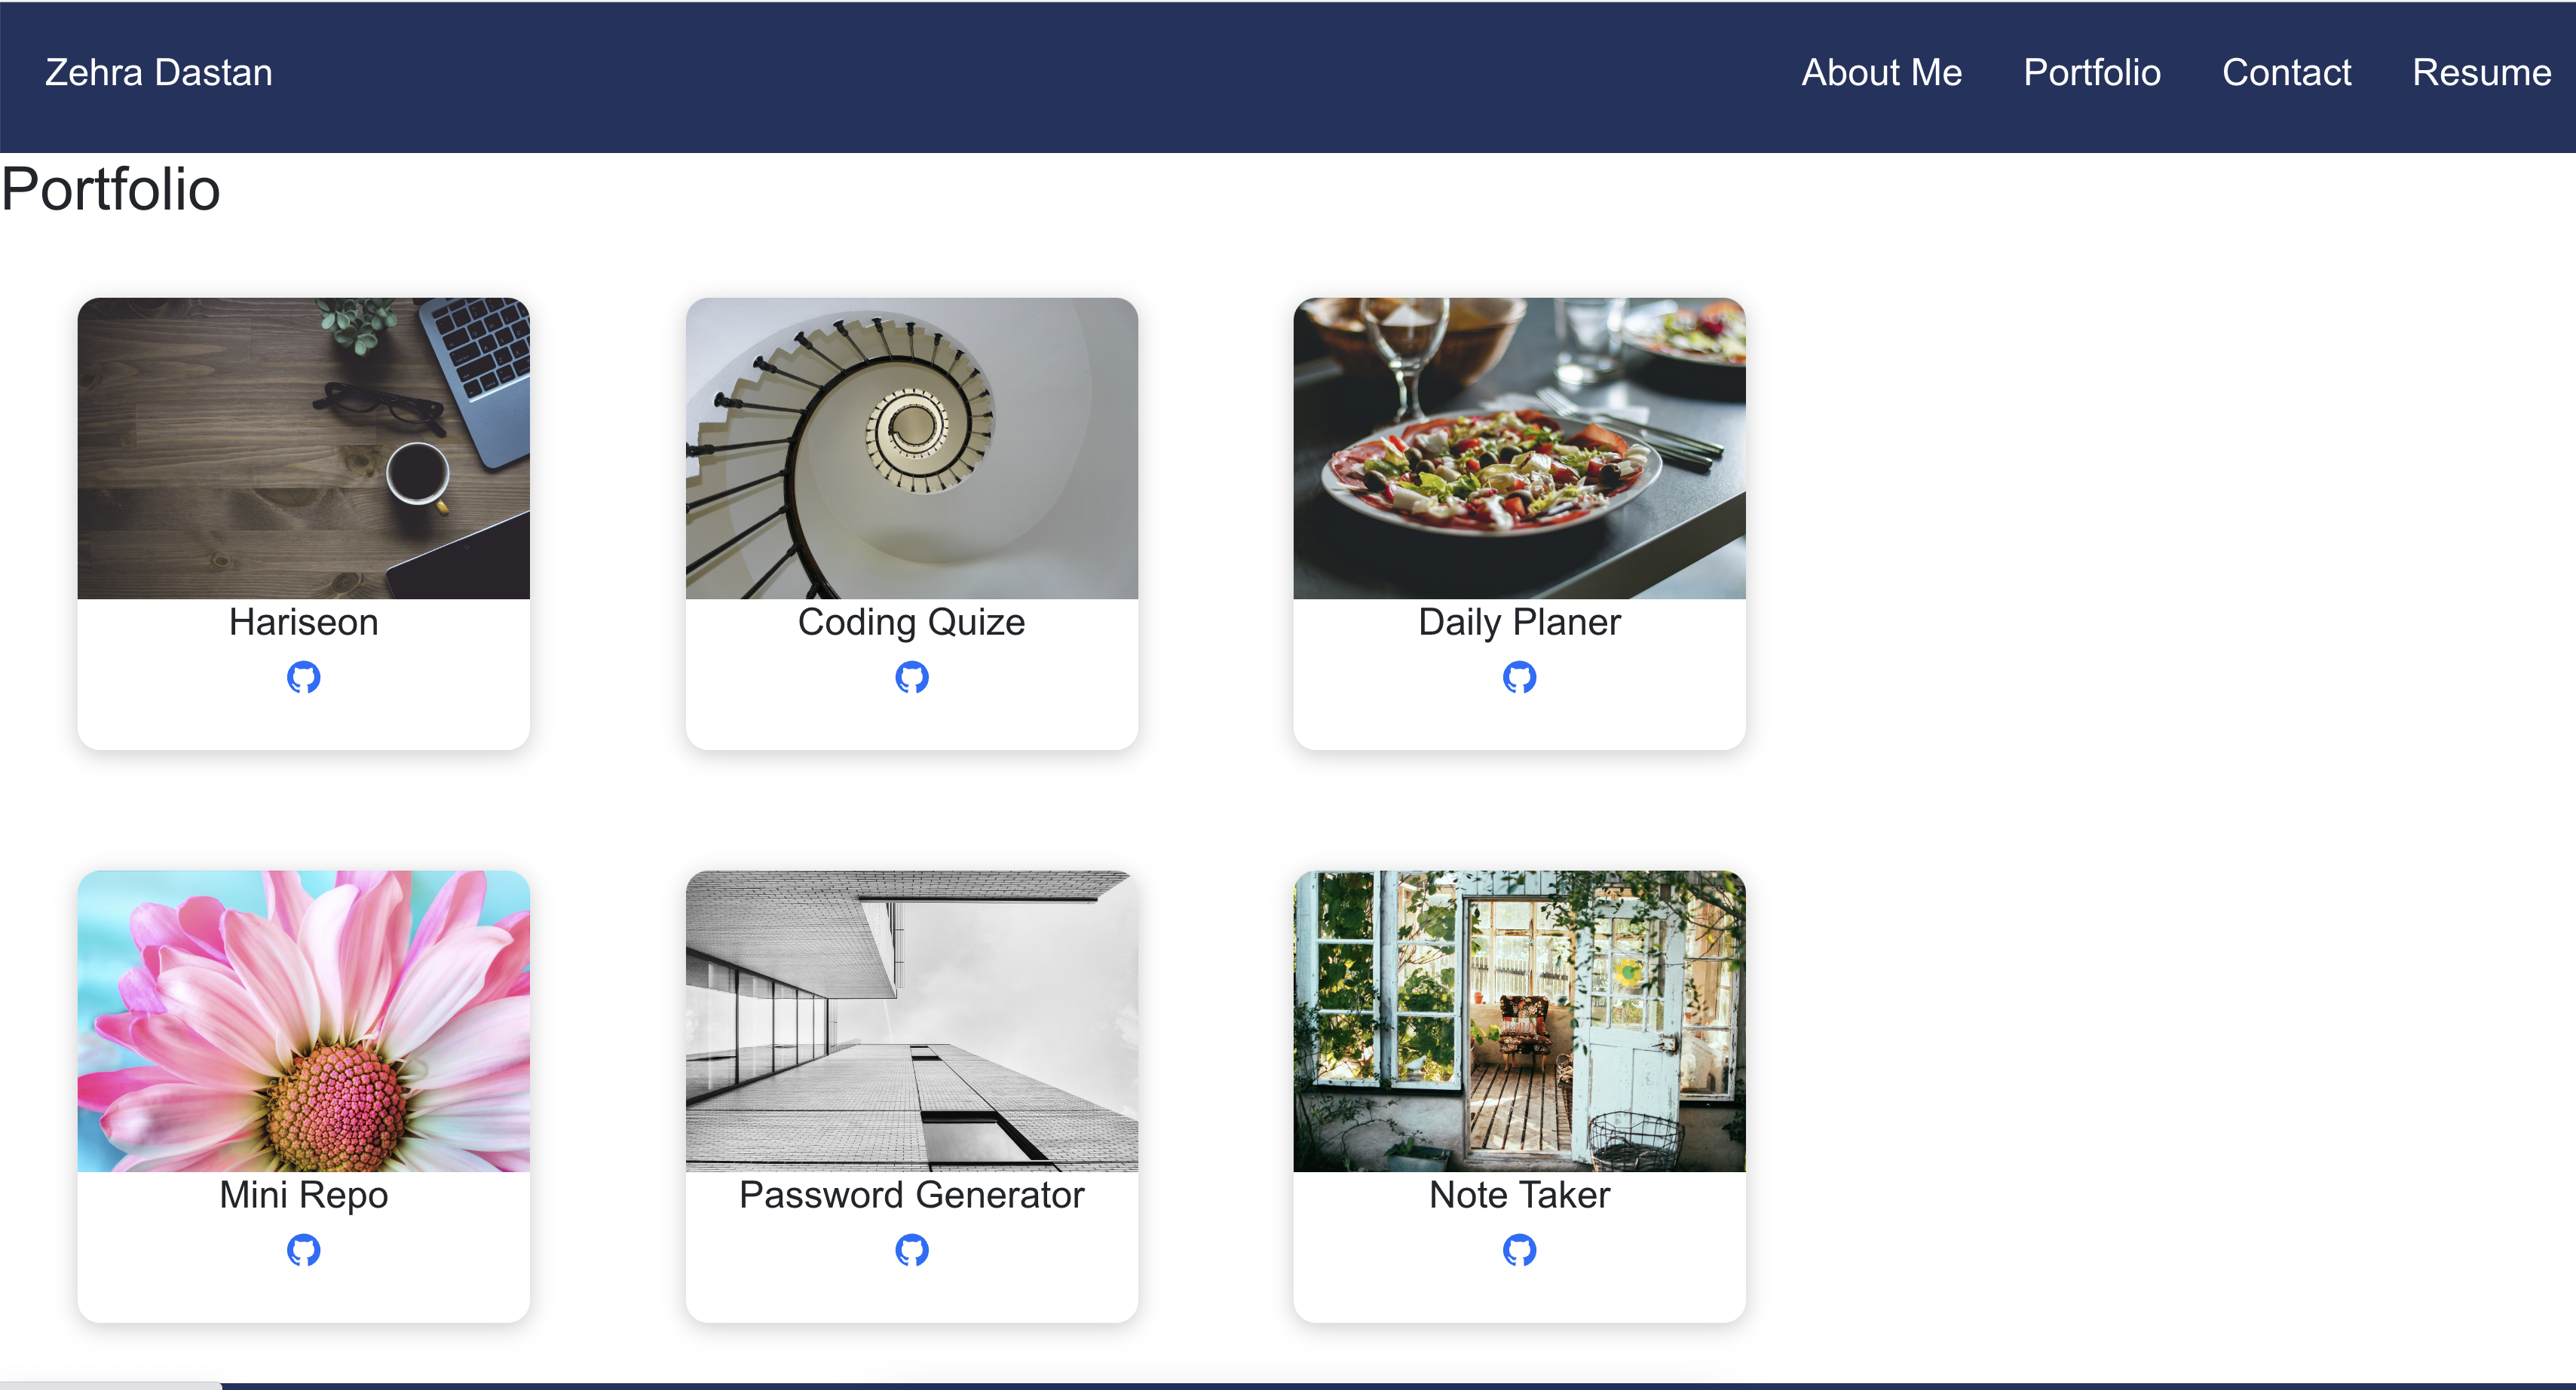 Zehra Dastan
About Me Portfolio Contact Resume
Portfolio
Hariseon
Coding Quize
Daily Planer
Mini Repo
Password Generator
Note Taker